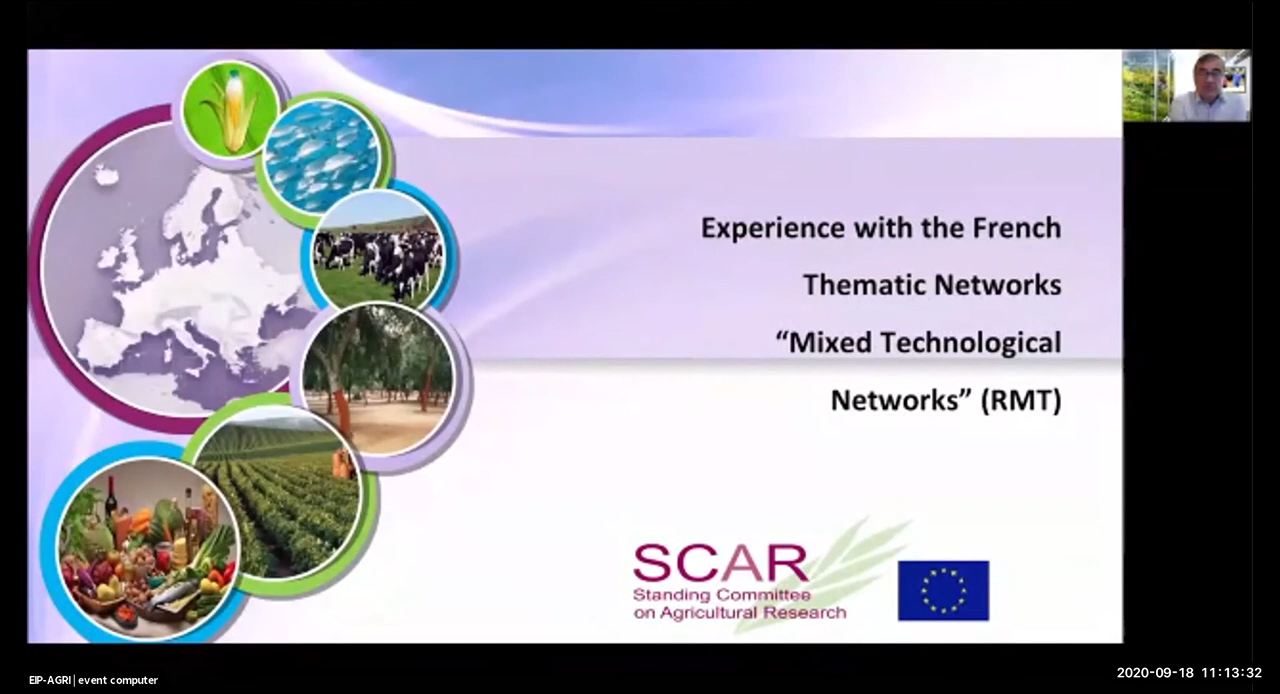 Experience with the French
Thematic Networks
“Mixed Technological
Networks” (RMT)
SCAR
Standing Committee
on Agricultural Research
EIP-AGRI | event computer
2020-09-18 11:13:32